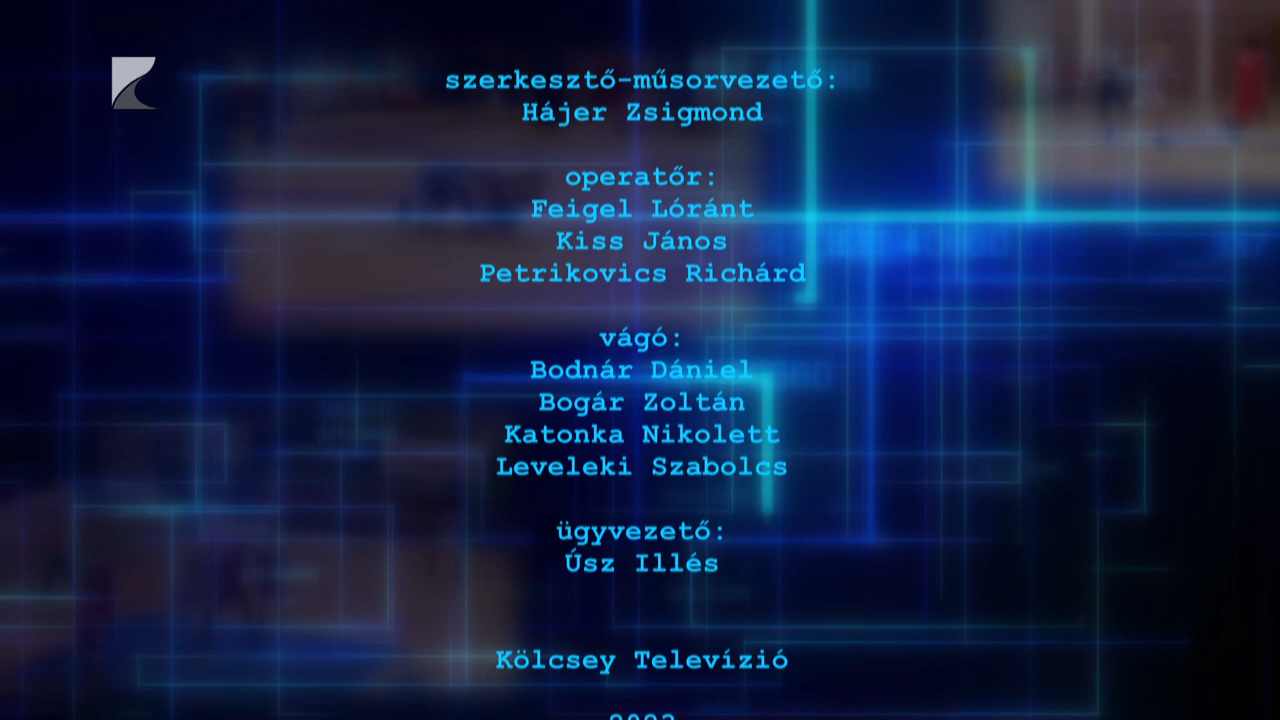 szerkesztő-műsorvezető:
Hájer Zsigmond
operatőr:
Feigel Lóránt
Kiss János
Petrikovics Richárd
vágó:
Bodnár Dániel
Bogár Zoltán
Katonka Nikolett
Leveleki Szabolcs
ügyvezető:
Úsz Illés
Kölcsey Televízió